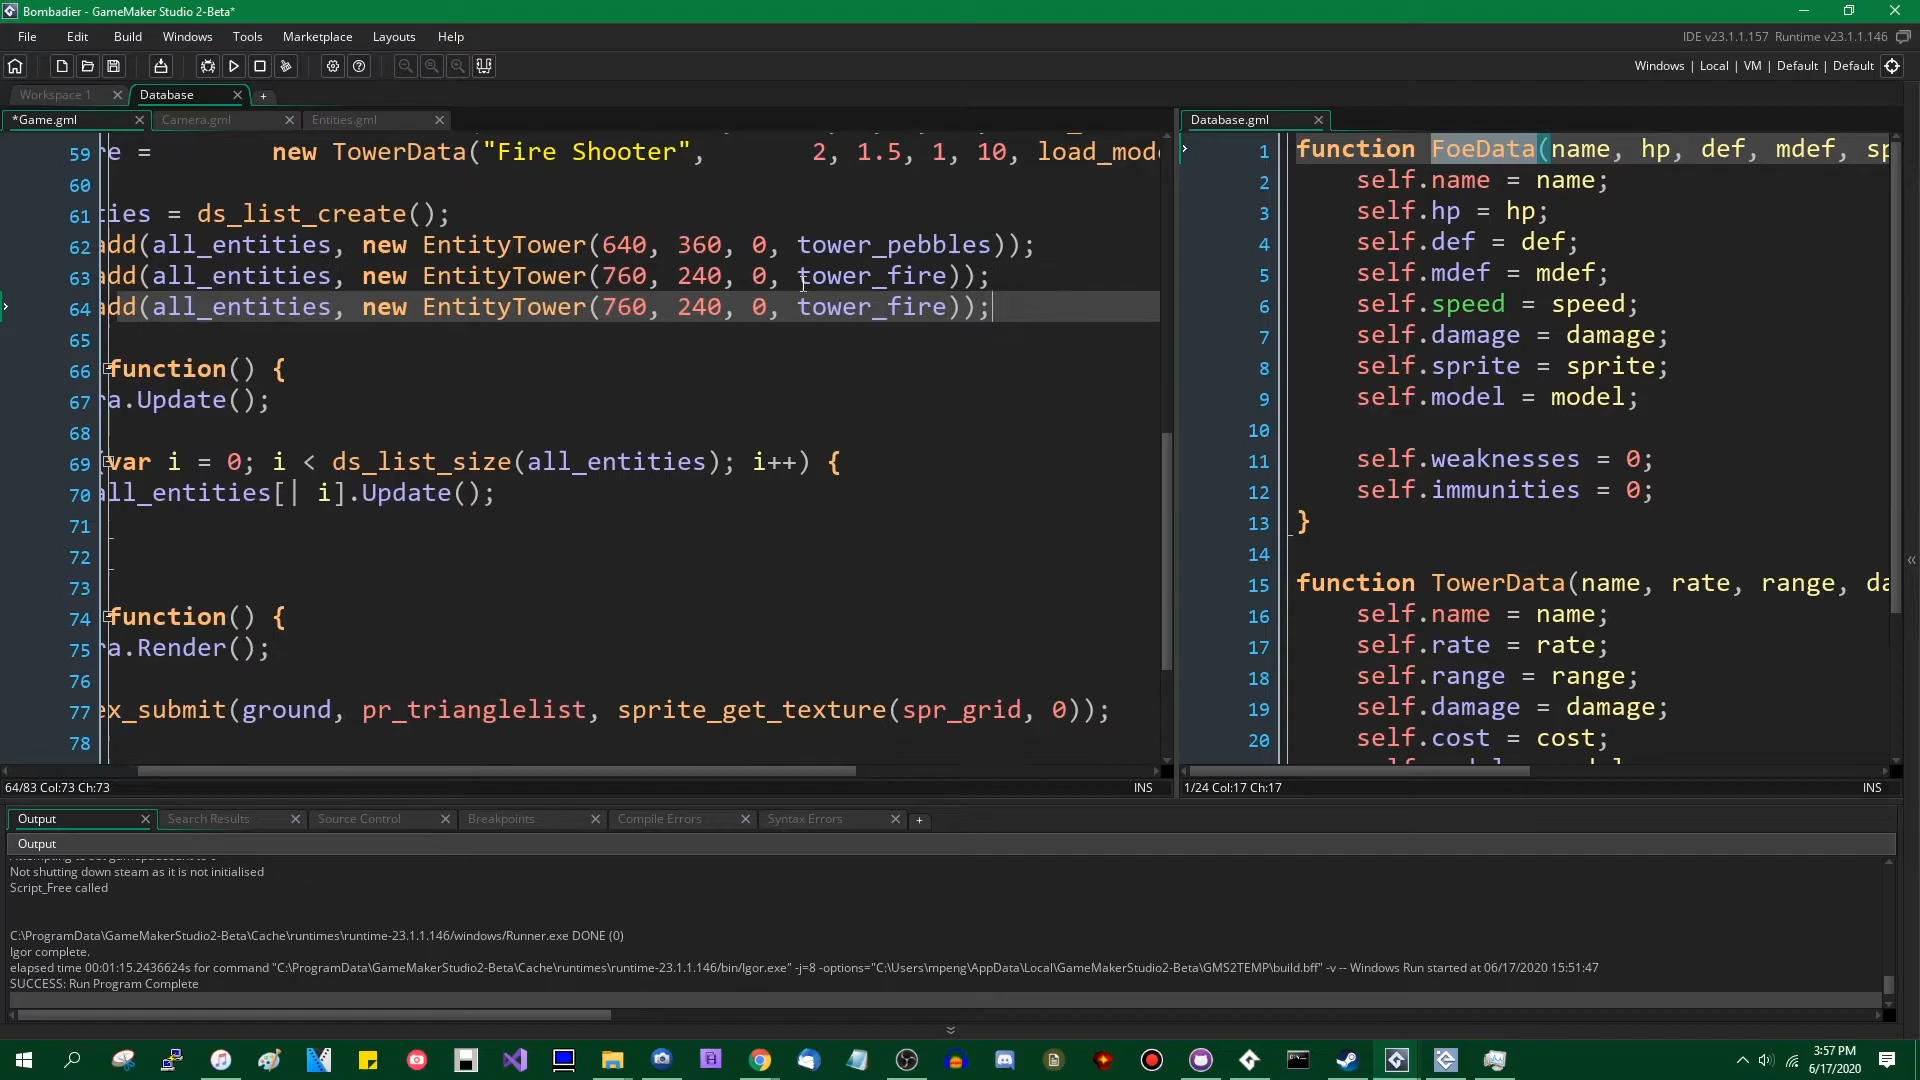 Bombadier - GameMaker Studio 2-Beta*
File Edit Build Windows Tools Marketplace Layouts Help
IDE v23.1.1.157 Runtime v23.1.1.146
Windows | Local | VM | Default | Default
Workspace 1 Database
*Game.gml Camera.gml Entities.gml
59 re = new TowerData("Fire Shooter", 2, 1.5, 1, 10, load_mod
60
61 ties = ds_list_create();
62 add(all_entities, new EntityTower(640, 360, 0, tower_pebbles));
63 add(all_entities, new EntityTower(760, 240, 0, tower_fire));
64 add(all_entities, new EntityTower(760, 240, 0, tower_fire));
65
66 function() {
67 ra.Update();
68
69 var i = 0; i < ds_list_size(all_entities); i++) {
70 all_entities[| i].Update();
71
72
73
74 function() {
75 ra.Render();
76
77 ex_submit(ground, pr_trianglelist, sprite_get_texture(spr_grid, 0));
78
64/83 Col:73 Ch:73 INS
Database.gml
1 function FoeData(name, hp, def, mdef, sp
2 self.name = name;
3 self.hp = hp;
4 self.def = def;
5 self.mdef = mdef;
6 self.speed = speed;
7 self.damage = damage;
8 self.sprite = sprite;
9 self.model = model;
10
11 self.weaknesses = 0;
12 self.immunities = 0;
13 }
14
15 function TowerData(name, rate, range, da
16 self.name = name;
17 self.rate = rate;
18 self.range = range;
19 self.damage = damage;
20 self.cost = cost;
1/24 Col:17 Ch:17 INS
Output Search Results Source Control Breakpoints Compile Errors Syntax Errors
Output
Not shutting down steam as it is not initialised
Script_Free called
C:\ProgramData\GameMakerStudio2-Beta\Cache\runtimes\runtime-23.1.1.146/windows/Runner.exe DONE (0)
Igor complete.
elapsed time 00:01:15.2436624s for command "C:\ProgramData\GameMakerStudio2-Beta\Cache\runtimes\runtime-23.1.1.146/bin/Igor.exe" -j=8 -options="C:\Users\mpeng\AppData\Local\GameMakerStudio2-Beta\GMS2TEMP\build.bff" -v -- Windows Run started at 06/17/2020 15:51:47
SUCCESS: Run Program Complete
3:57 PM
6/17/2020